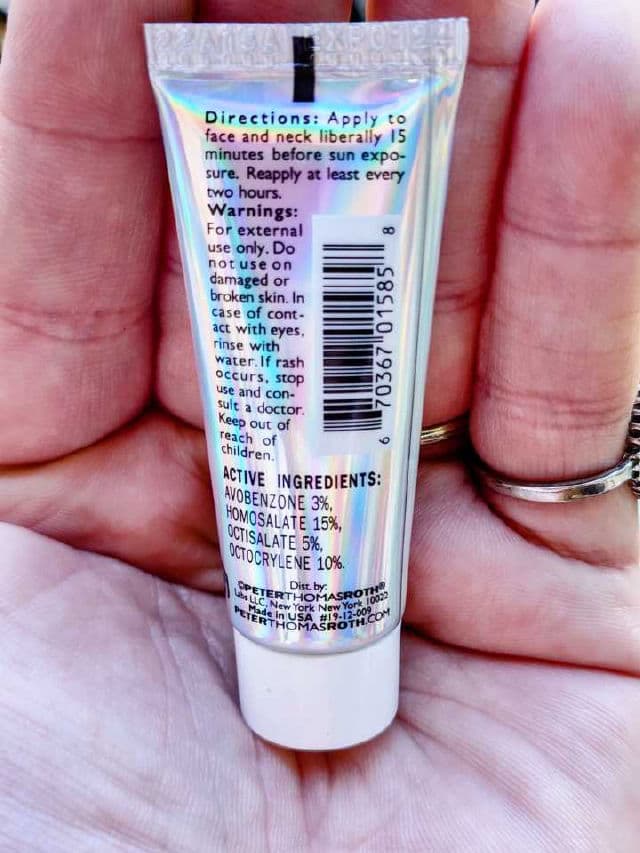 Directions: Apply to
face and neck liberally 15
minutes before sun expo-
sure. Reapply at least every
two hours.
Warnings:
For external
use only. Do
not use on
damaged or
broken skin. In
case of cont-
act with eyes,
rinse with
water. If rash
occurs, stop
use and con-
sult a doctor.
Keep out of
reach of
children.
6 70367 01585 8
ACTIVE INGREDIENTS:
AVOBENZONE 3%,
HOMOSALATE 15%,
OCTISALATE 5%,
OCTOCRYLENE 10%.
Dist. by:
©PETERTHOMASROTH®
Labs LLC, New York New York 10022
Made in USA #19-12-009
PETERTHOMASROTH.COM